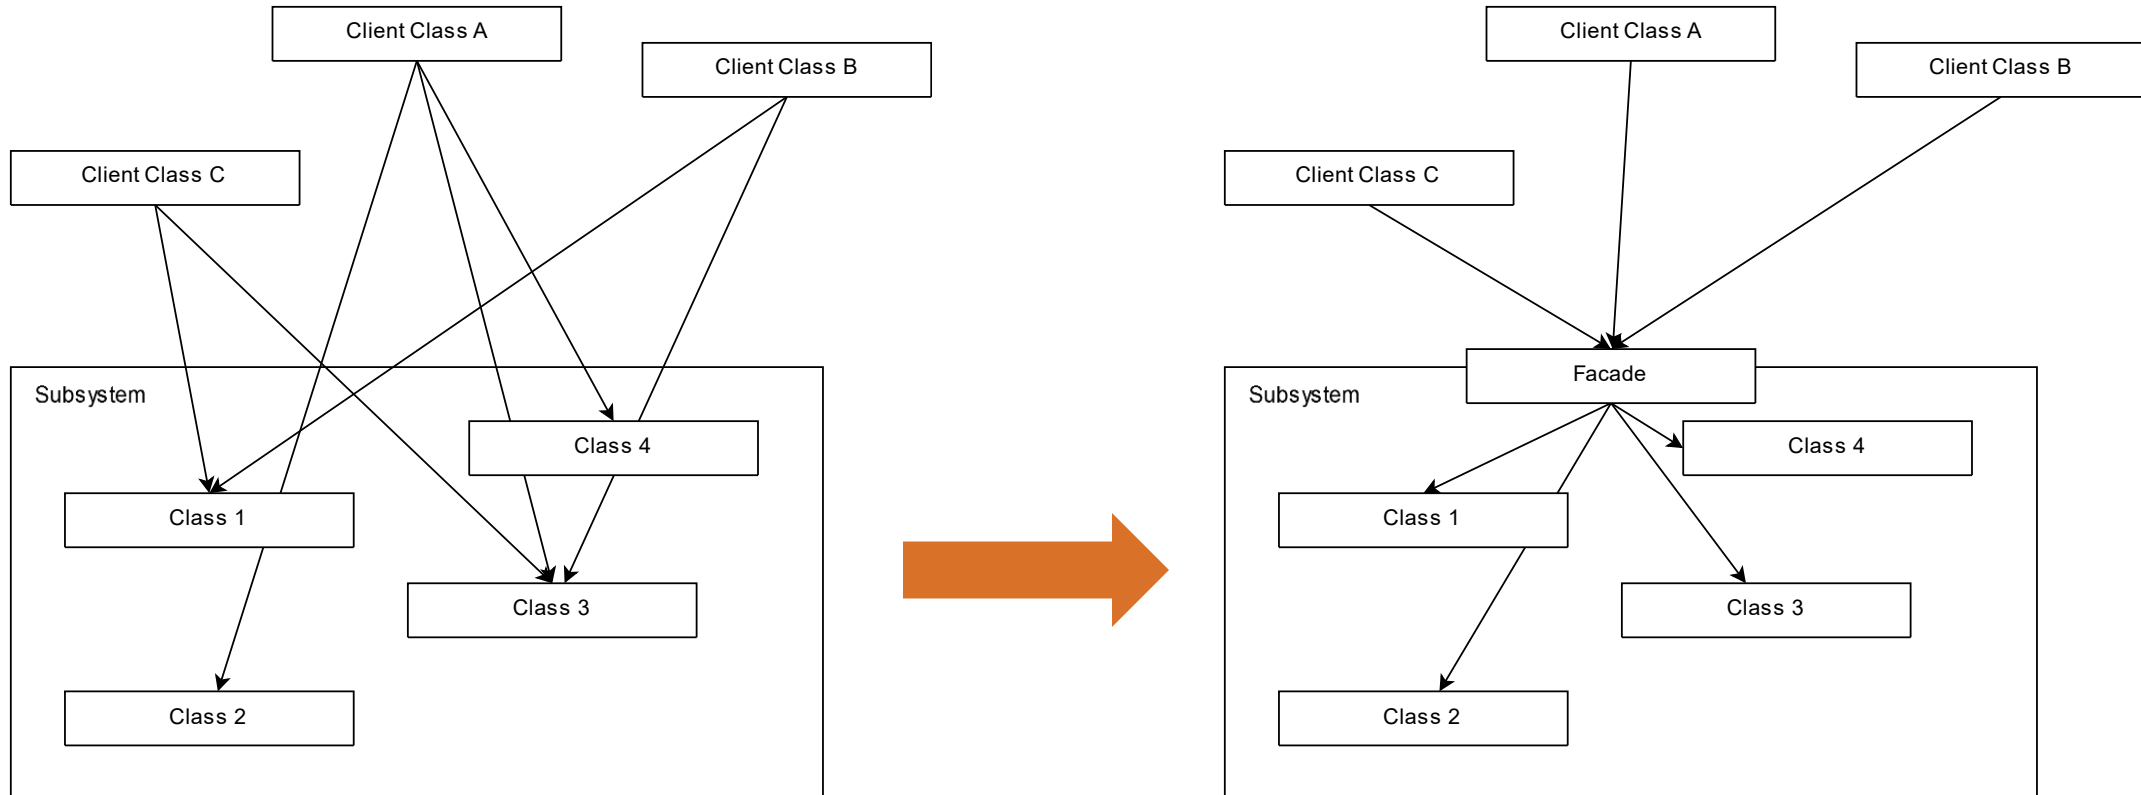 Client Class A
Client Class B
Client Class C
Subsystem
Class 4
Class 1
Class 3
Class 2
Client Class A
Client Class B
Client Class C
Facade
Subsystem
Class 4
Class 1
Class 3
Class 2